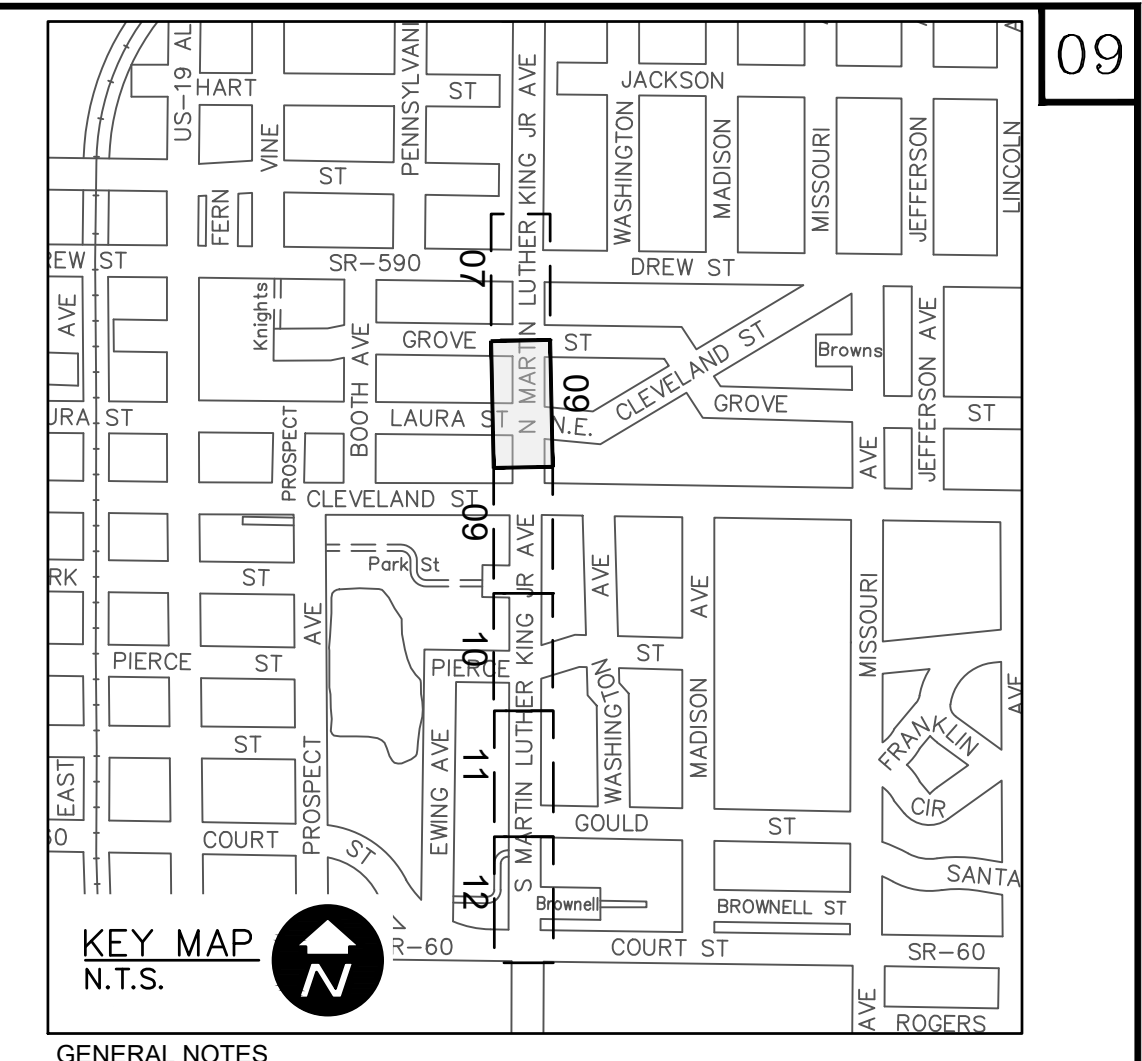 09
US-19 AL
HART
ST
PENNSYLVANI
N MARTIN LUTHER KING JR AVE
JACKSON
VINE
WASHINGTON
MADISON
MISSOURI
JEFFERSON
LINCOLN
ST
FERN
REW ST
SR-590
07
DREW ST
AVE
Knights
BOOTH AVE
GROVE
ST
CLEVELAND ST
Browns
JEFFERSON AVE
09
GROVE
ST
URA ST
LAURA ST
N.E.
PROSPECT
AVE
CLEVELAND ST
09
S MARTIN LUTHER KING JR AVE
Park St
RK
ST
AVE
AVE
AVE
MISSOURI
10
PIERCE
ST
PIERCE
ST
WASHINGTON
WASHINGTON
MADISON
AVE
ST
FRANKLIN
CIR
EAST
PROSPECT
EWING AVE
11
60
COURT
ST
GOULD
ST
SANTA
12
Brownell
BROWNELL ST
KEY MAP
N.T.S.
N
R-60
COURT ST
SR-60
AVE
ROGERS
GENERAL NOTES